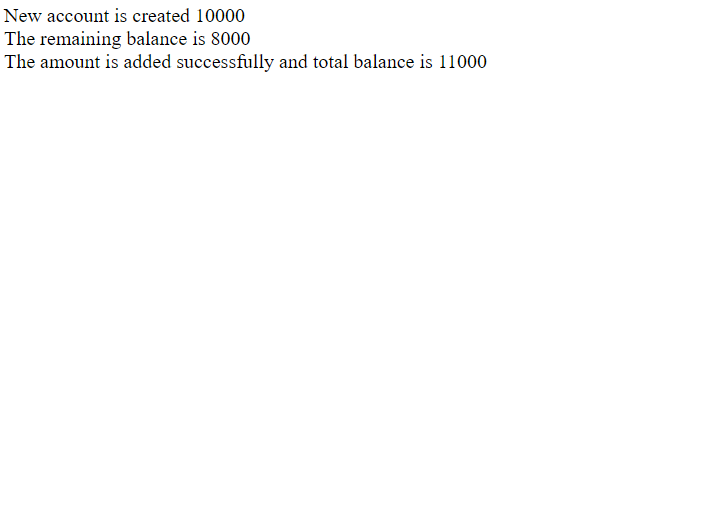 New account is created 10000
The remaining balance is 8000
The amount is added successfully and total balance is 11000